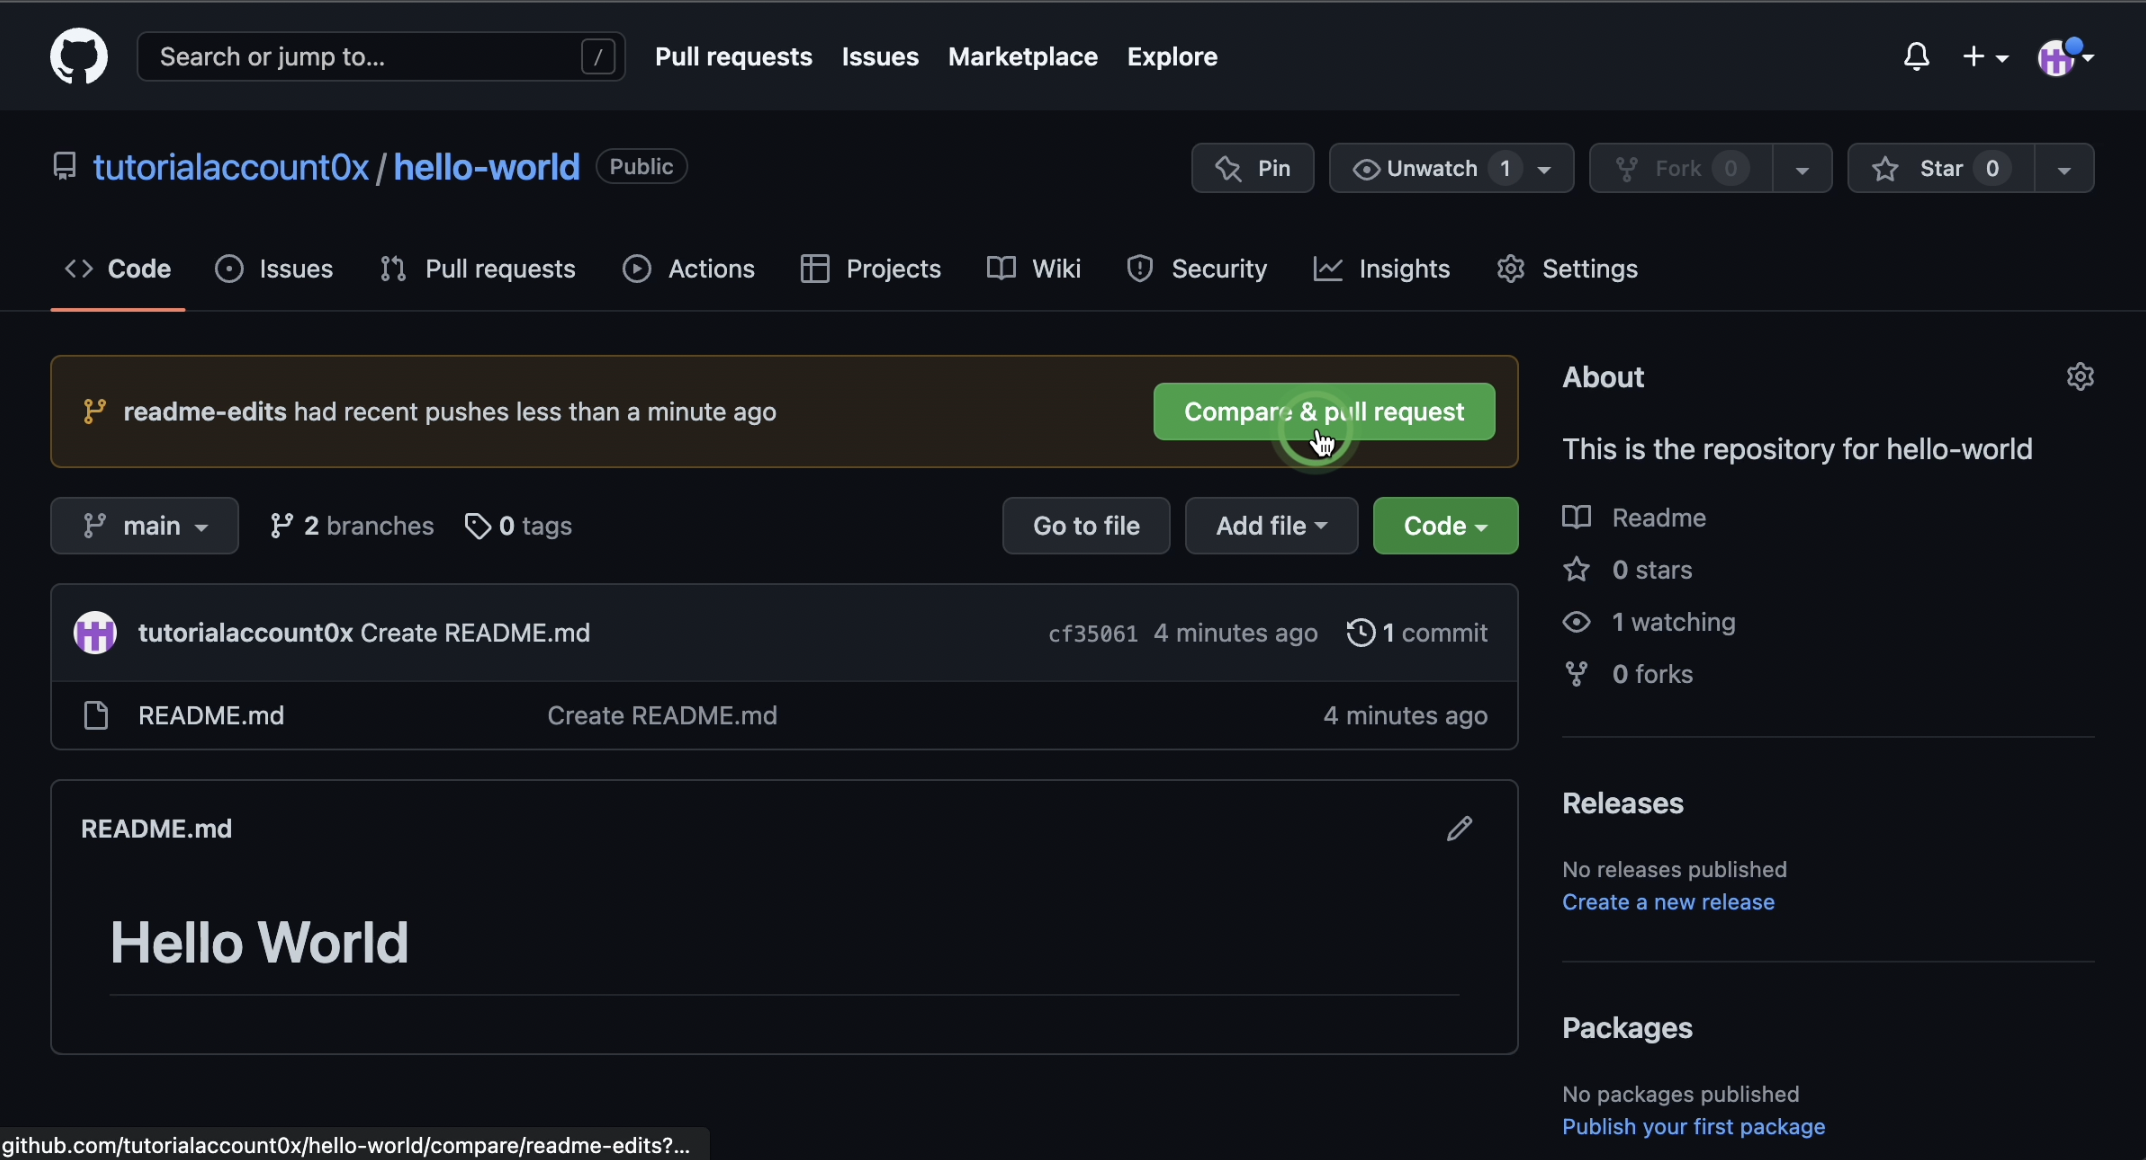 Search or jump to... /
Pull requests Issues Marketplace Explore
tutorialaccount0x / hello-world Public
Pin Unwatch 1 Fork 0 Star 0
Code Issues Pull requests Actions Projects Wiki Security Insights Settings
readme-edits had recent pushes less than a minute ago
Compare & pull request
main 2 branches 0 tags
Go to file Add file Code
tutorialaccount0x Create README.md cf35061 4 minutes ago 1 commit
README.md Create README.md 4 minutes ago
README.md
Hello World
About
This is the repository for hello-world
Readme
0 stars
1 watching
0 forks
Releases
No releases published
Create a new release
Packages
No packages published
Publish your first package
github.com/tutorialaccount0x/hello-world/compare/readme-edits?...